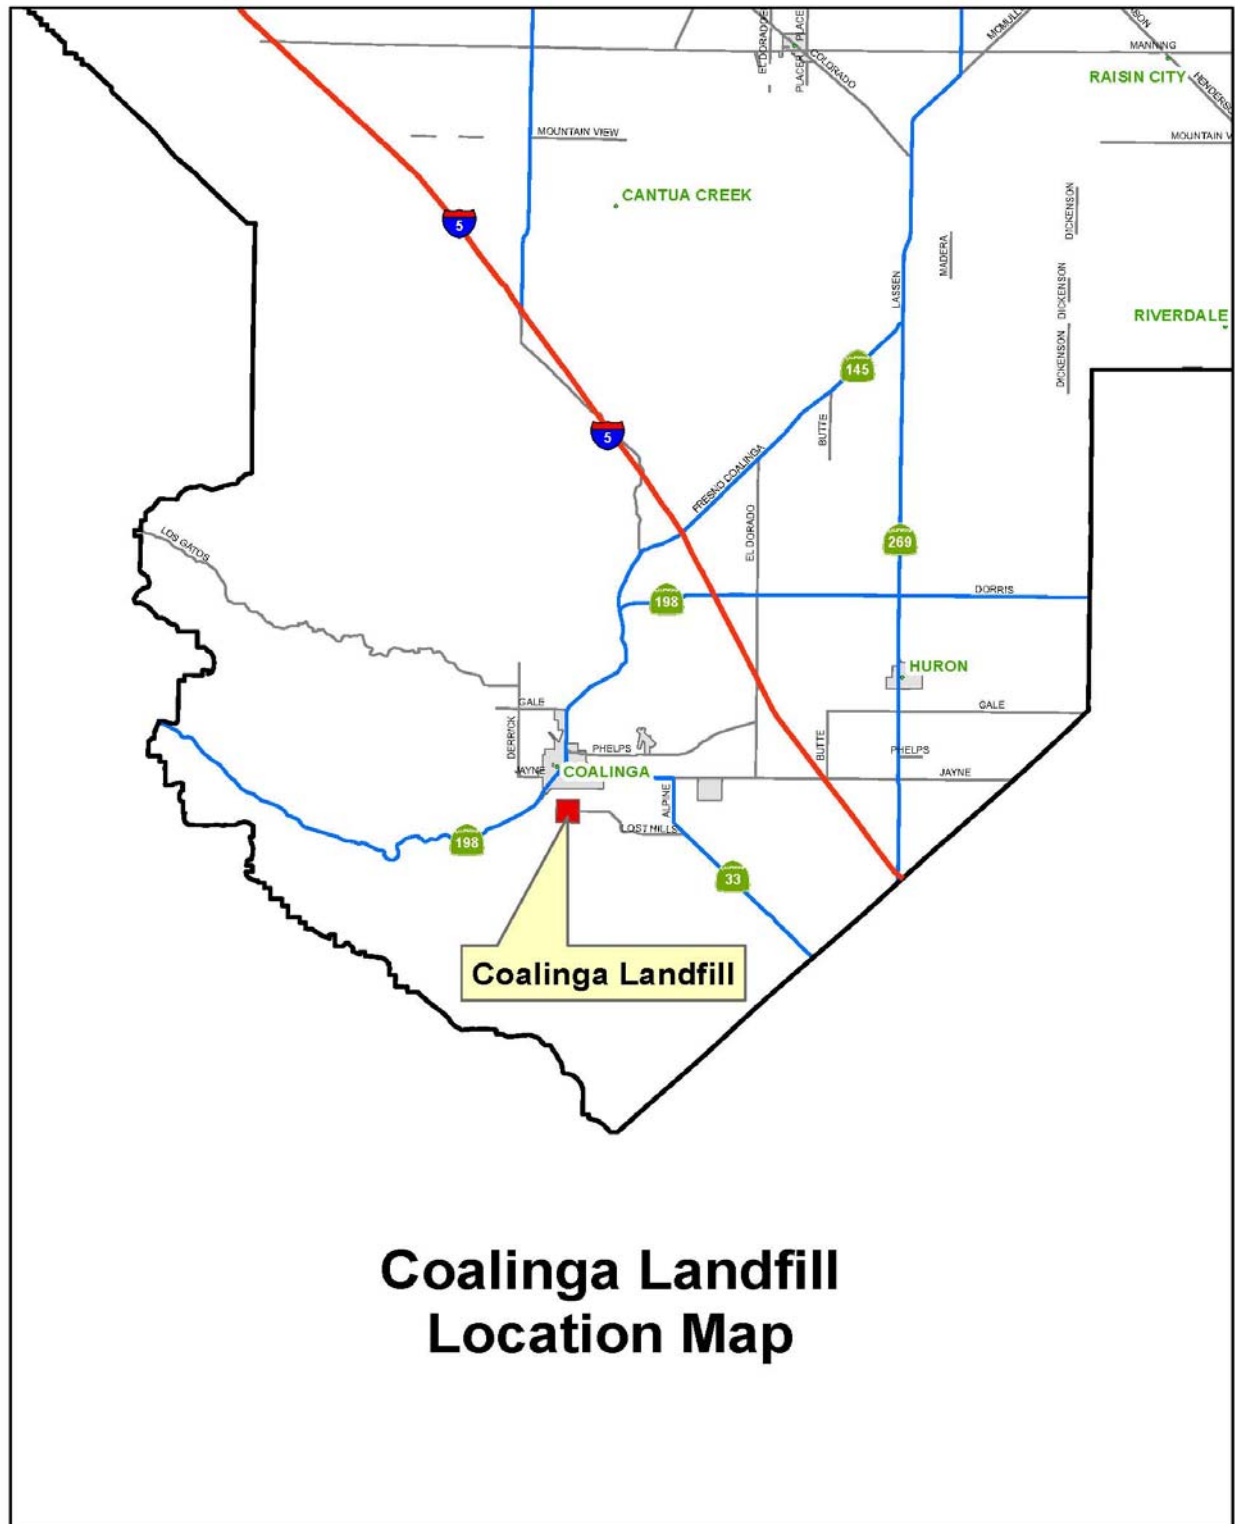 EL DORADO
PLACER
PLACE
COLORADO
MANNING
RAISIN CITY
MOUNTAIN VIEW
MOUNTAIN V
5
CANTUA CREEK
DICKENSON
MADERA
LASSEN
DICKENSON
RIVERDALE
DICKENSON
145
5
BUTTE
FRESNO COALINGA
EL DORADO
LOS GATOS
269
198
DORRIS
HURON
GALE
GALE
DERRICK
PHELPS
BUTTE
PHELPS
JAYNE
COALINGA
JAYNE
ALPINE
LOST HILLS
198
33
Coalinga Landfill
Coalinga Landfill
Location Map